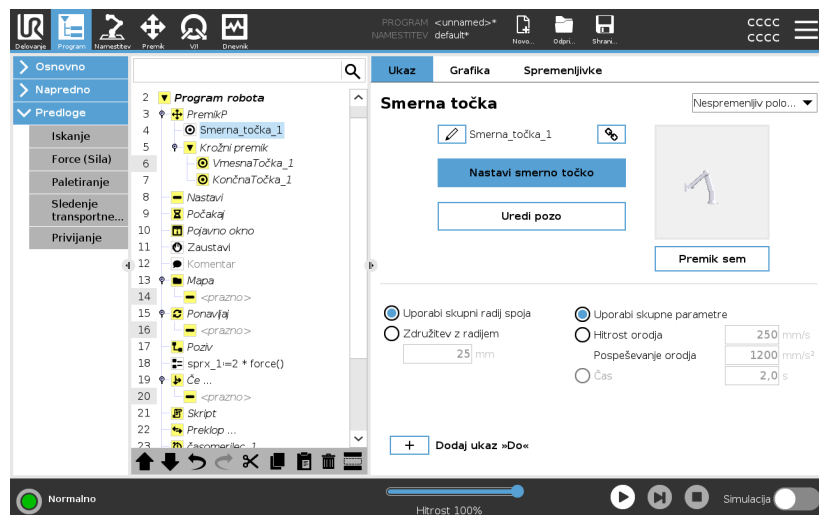 PROGRAM <unnamed>*
NAMESTITEV default*
Delovanje
Program
Namestitev
Premik
V/I
Dnevnik
Novo...
Odpri...
Shrani...
CCCC
CCCC
Osnovno
Napredno
Predloge
Iskanje
Force (Sila)
Paletiranje
Sledenje
transportne...
Privijanje
2 Program robota
3 PremikP
4 Smerna_točka_1
5 Krožni premik
6 VmesnaTočka_1
7 KončnaTočka_1
8 Nastavi
9 Počakaj
10 Pojavno okno
11 Zaustavi
12 Komentar
13 Mapa
14 <prazno>
15 Ponavljaj
16 <prazno>
17 Poziv
18 sprx_1≔2 * force()
19 Če ...
20 <prazno>
21 Skript
22 Preklop ...
23 časomerilec_1
Ukaz
Grafika
Spremenljivke
Smerna točka
Nespremenljiv polo...
Smerna_točka_1
Nastavi smerno točko
Uredi pozo
Premik sem
Uporabi skupni radij spoja
Združitev z radijem
25 mm
Uporabi skupne parametre
Hitrost orodja 250 mm/s
Pospeševanje orodja 1200 mm/s²
Čas 2,0 s
+ Dodaj ukaz »Do«
Normalno
Hitrost 100%
Simulacija